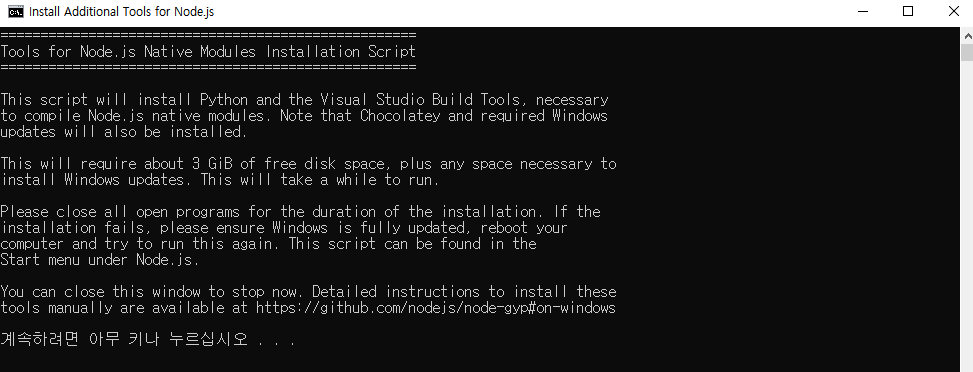 Install Additional Tools for Node.js
====================================================
Tools for Node.js Native Modules Installation Script
====================================================
This script will install Python and the Visual Studio Build Tools, necessary
to compile Node.js native modules. Note that Chocolatey and required Windows
updates will also be installed.
This will require about 3 GiB of free disk space, plus any space necessary to
install Windows updates. This will take a while to run.
Please close all open programs for the duration of the installation. If the
installation fails, please ensure Windows is fully updated, reboot your
computer and try to run this again. This script can be found in the
Start menu under Node.js.
You can close this window to stop now. Detailed instructions to install these
tools manually are available at https://github.com/nodejs/node-gyp#on-windows
계속하려면 아무 키나 누르십시오 . . .